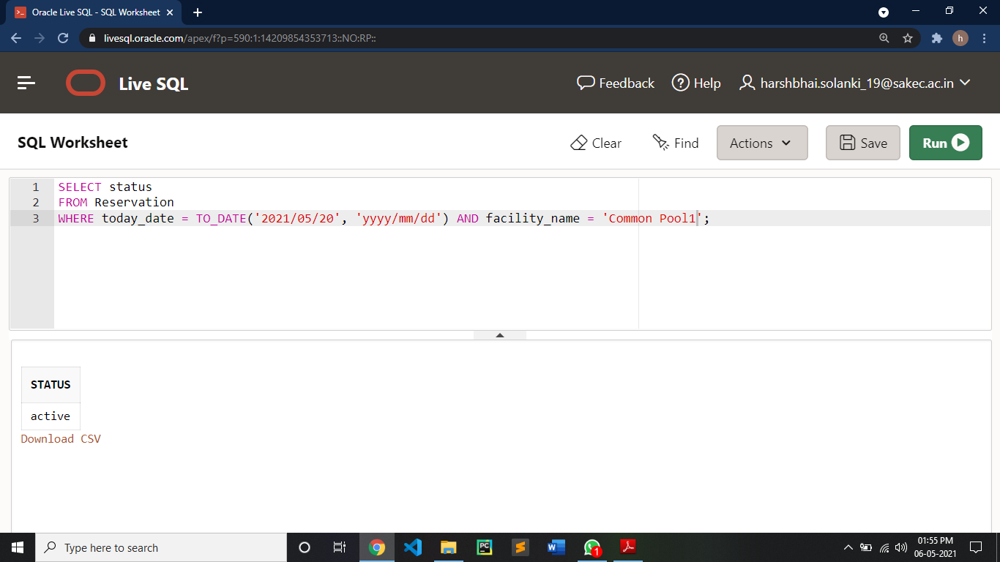 Oracle Live SQL - SQL Worksheet
livesql.oracle.com/apex/f?p=590:1:14209854353713::NO:RP::
h
Live SQL
Feedback
Help
harshbhai.solanki_19@sakec.ac.in
SQL Worksheet
Clear
Find
Actions
Save
Run
1 SELECT status
2 FROM Reservation
3 WHERE today_date = TO_DATE('2021/05/20', 'yyyy/mm/dd') AND facility_name = 'Common Pool1';
STATUS
active
Download CSV
Type here to search
PC
W
1
01:55 PM
06-05-2021